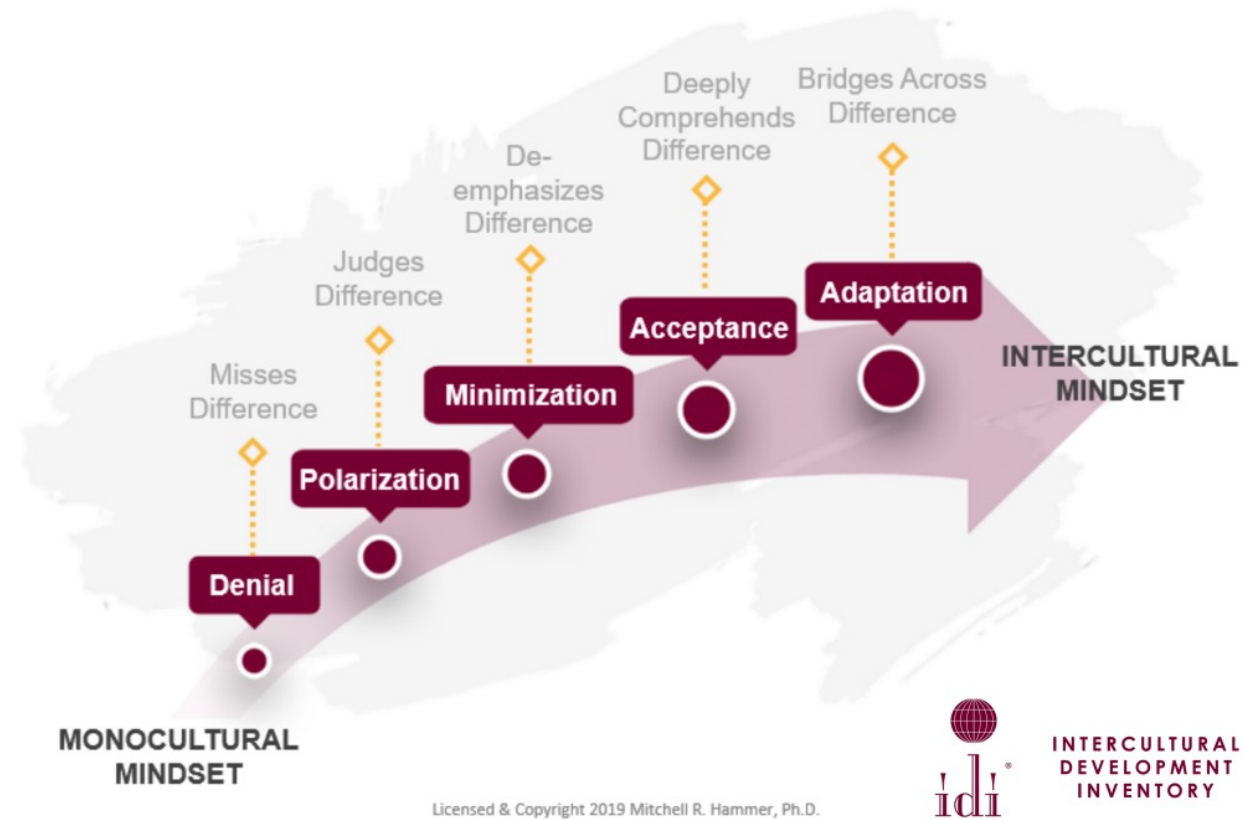 Misses
Difference
Denial
Judges
Difference
Polarization
De-
emphasizes
Difference
Minimization
Deeply
Comprehends
Difference
Acceptance
Bridges Across
Difference
Adaptation
INTERCULTURAL
MINDSET
MONOCULTURAL
MINDSET
Licensed & Copyright 2019 Mitchell R. Hammer, Ph.D.
idi®
INTERCULTURAL
DEVELOPMENT
INVENTORY